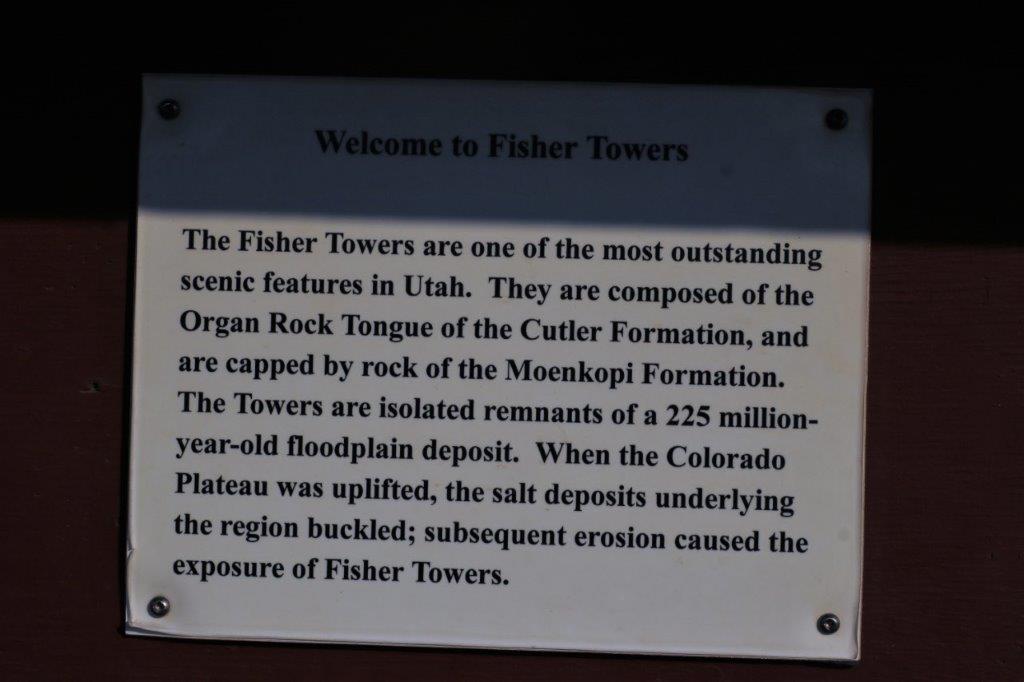 Welcome to Fisher Towers
The Fisher Towers are one of the most outstanding
scenic features in Utah.  They are composed of the
Organ Rock Tongue of the Cutler Formation, and
are capped by rock of the Moenkopi Formation.
The Towers are isolated remnants of a 225 million-
year-old floodplain deposit.  When the Colorado
Plateau was uplifted, the salt deposits underlying
the region buckled; subsequent erosion caused the
exposure of Fisher Towers.